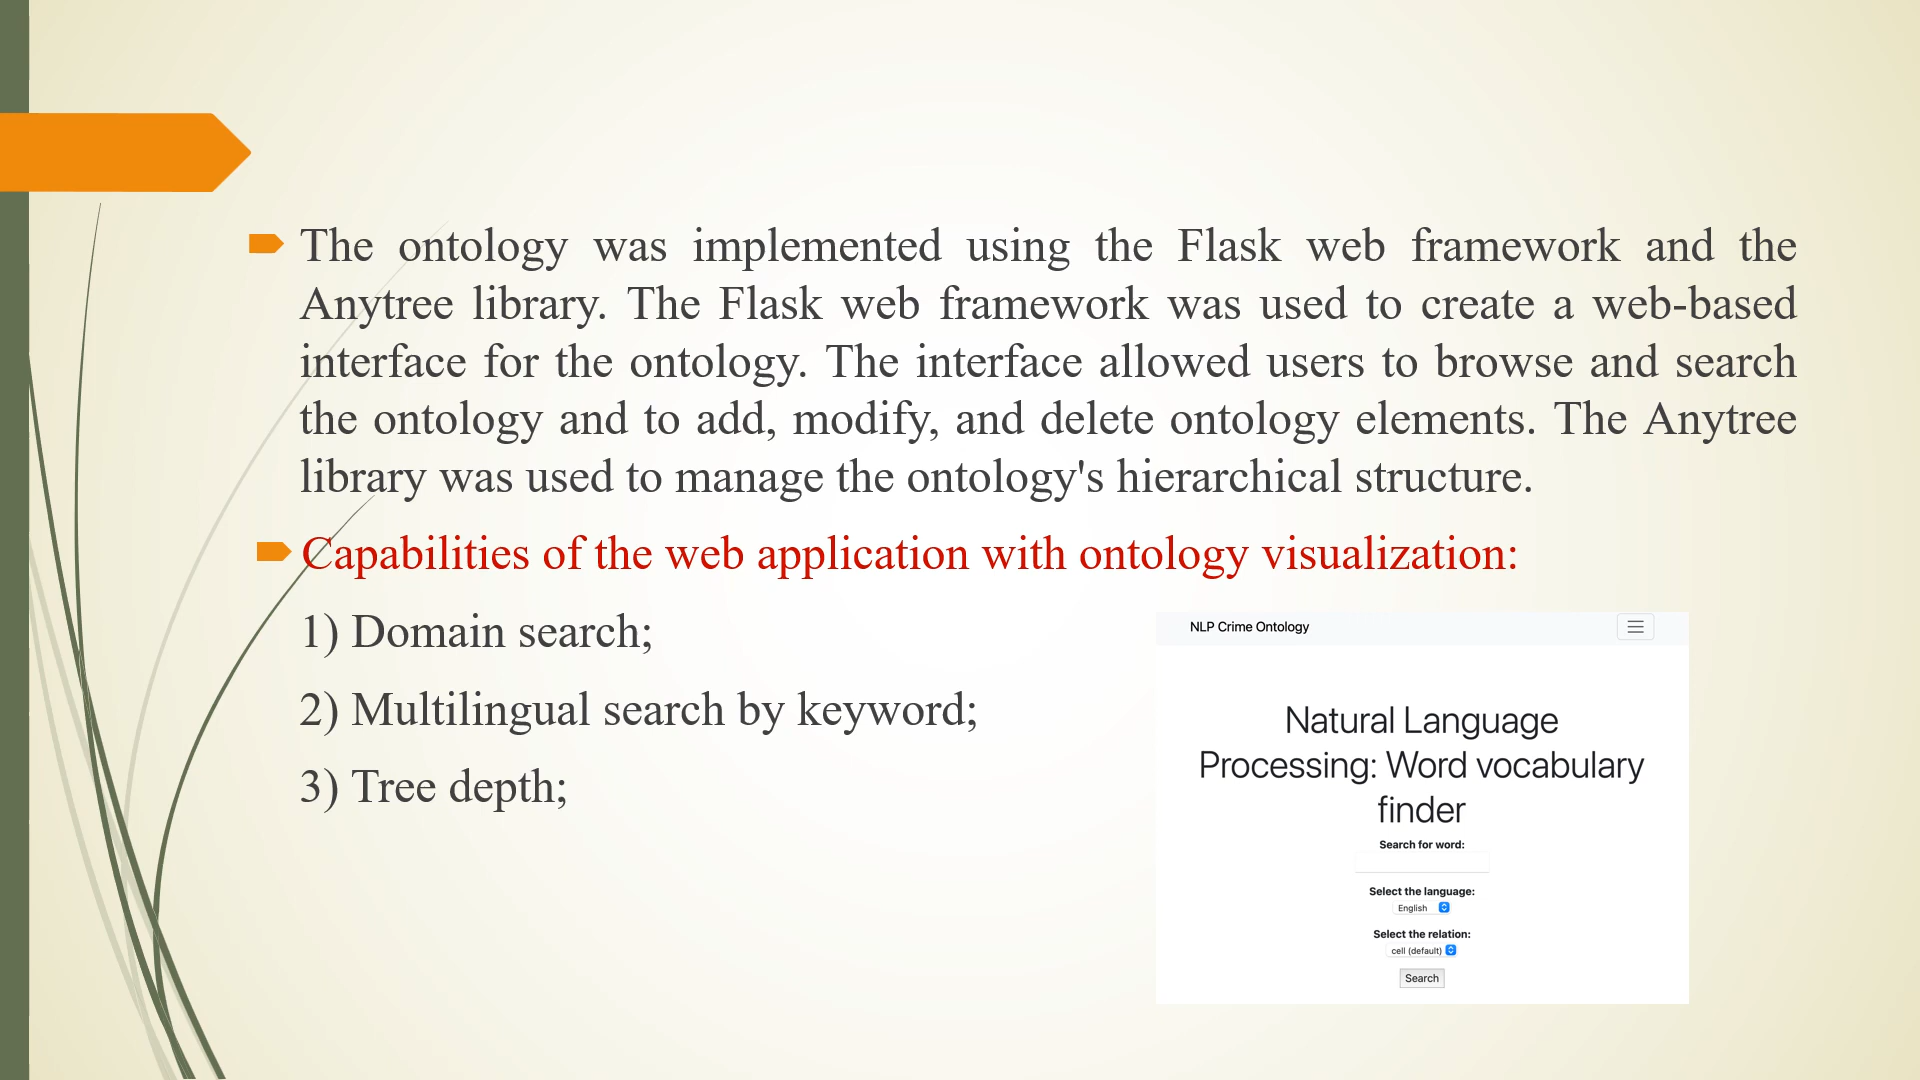 The ontology was implemented using the Flask web framework and the
Anytree library. The Flask web framework was used to create a web-based
interface for the ontology. The interface allowed users to browse and search
the ontology and to add, modify, and delete ontology elements. The Anytree
library was used to manage the ontology's hierarchical structure.
Capabilities of the web application with ontology visualization:
1) Domain search;
2) Multilingual search by keyword;
3) Tree depth;
NLP Crime Ontology
Natural Language
Processing: Word vocabulary
finder
Search for word:
Select the language:
English
Select the relation:
cell (default)
Search